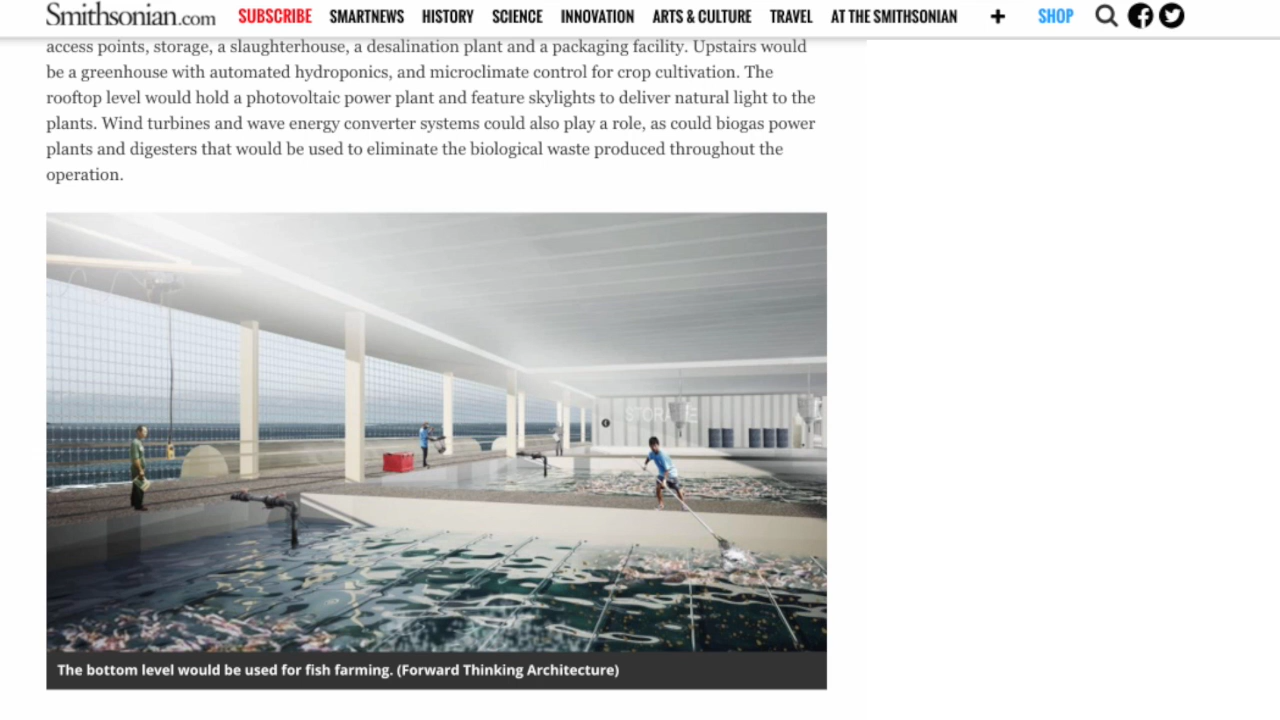 Smithsonian.com SUBSCRIBE SMARTNEWS HISTORY SCIENCE INNOVATION ARTS & CULTURE TRAVEL AT THE SMITHSONIAN + SHOP
access points, storage, a slaughterhouse, a desalination plant and a packaging facility. Upstairs would
be a greenhouse with automated hydroponics, and microclimate control for crop cultivation. The
rooftop level would hold a photovoltaic power plant and feature skylights to deliver natural light to the
plants. Wind turbines and wave energy converter systems could also play a role, as could biogas power
plants and digesters that would be used to eliminate the biological waste produced throughout the
operation.
STORAGE
The bottom level would be used for fish farming. (Forward Thinking Architecture)